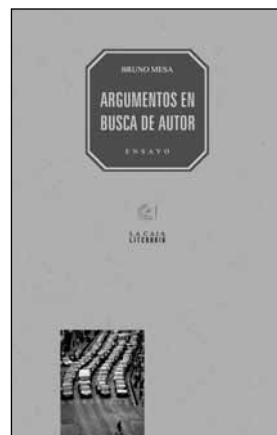 BRUNO MESA
ARGUMENTOS EN
BUSCA DE AUTOR
ENSAYO
LA CAJA
LITERARIA